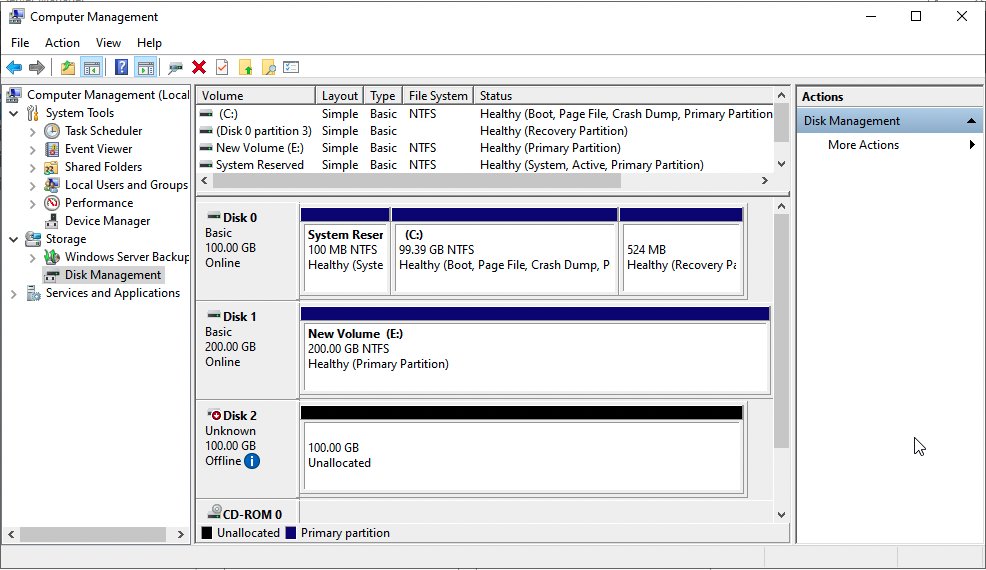 Computer Management
File Action View Help
Computer Management (Local
System Tools
Task Scheduler
Event Viewer
Shared Folders
Local Users and Groups
Performance
Device Manager
Storage
Windows Server Backup
Disk Management
Services and Applications
Volume Layout Type File System Status
(C:) Simple Basic NTFS Healthy (Boot, Page File, Crash Dump, Primary Partition
(Disk 0 partition 3) Simple Basic Healthy (Recovery Partition)
New Volume (E:) Simple Basic NTFS Healthy (Primary Partition)
System Reserved Simple Basic NTFS Healthy (System, Active, Primary Partition)
Disk 0
Basic
100.00 GB
Online
System Reser
100 MB NTFS
Healthy (Syste
(C:)
99.39 GB NTFS
Healthy (Boot, Page File, Crash Dump, P
524 MB
Healthy (Recovery Pa
Disk 1
Basic
200.00 GB
Online
New Volume (E:)
200.00 GB NTFS
Healthy (Primary Partition)
Disk 2
Unknown
100.00 GB
Offline
100.00 GB
Unallocated
CD-ROM 0
Unallocated Primary partition
Actions
Disk Management
More Actions